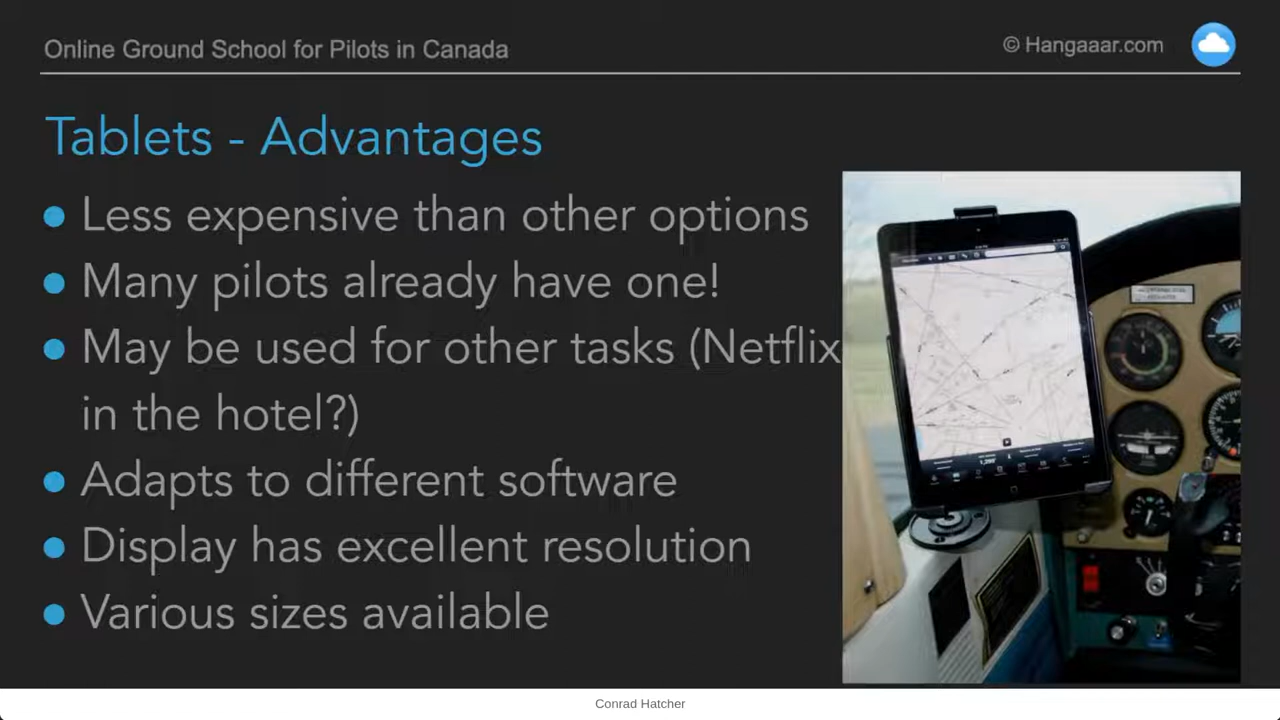 Online Ground School for Pilots in Canada
© Hangaaar.com
Tablets - Advantages
Less expensive than other options
Many pilots already have one!
May be used for other tasks (Netflix
in the hotel?)
Adapts to different software
Display has excellent resolution
Various sizes available
Conrad Hatcher